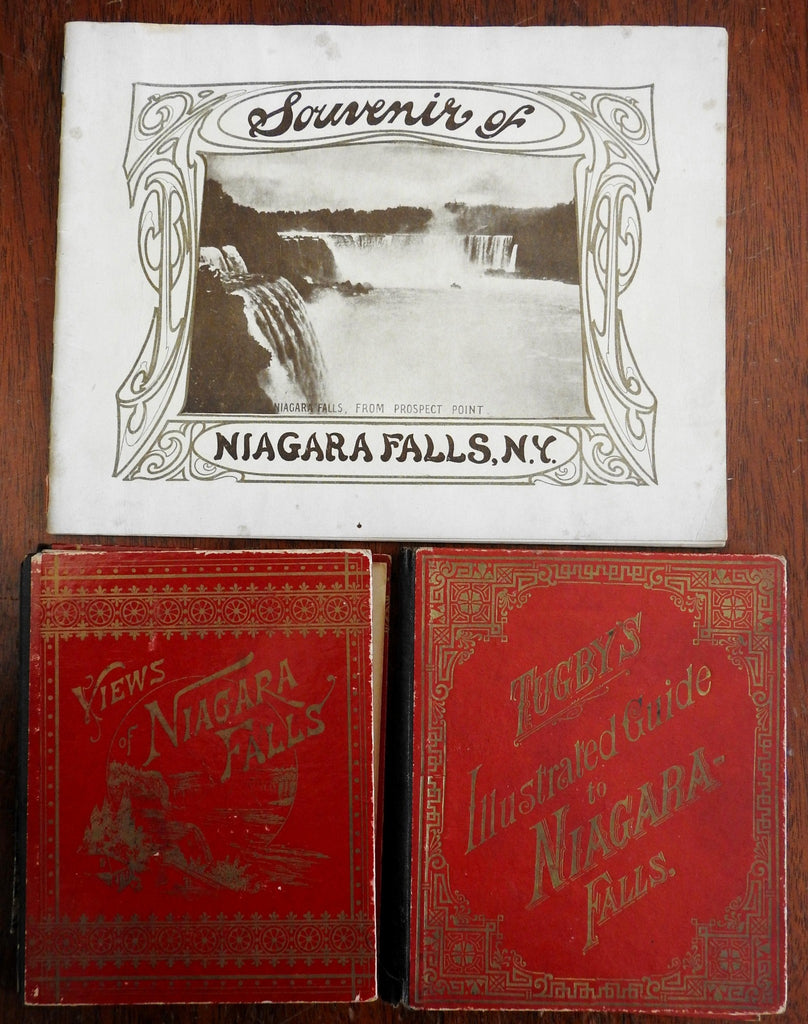 Souvenir of
NIAGARA FALLS, FROM PROSPECT POINT.
NIAGARA FALLS, N.Y.
VIEWS
of NIAGARA
FALLS
TUGBY'S
Illustrated Guide
to
NIAGARA-
FALLS.